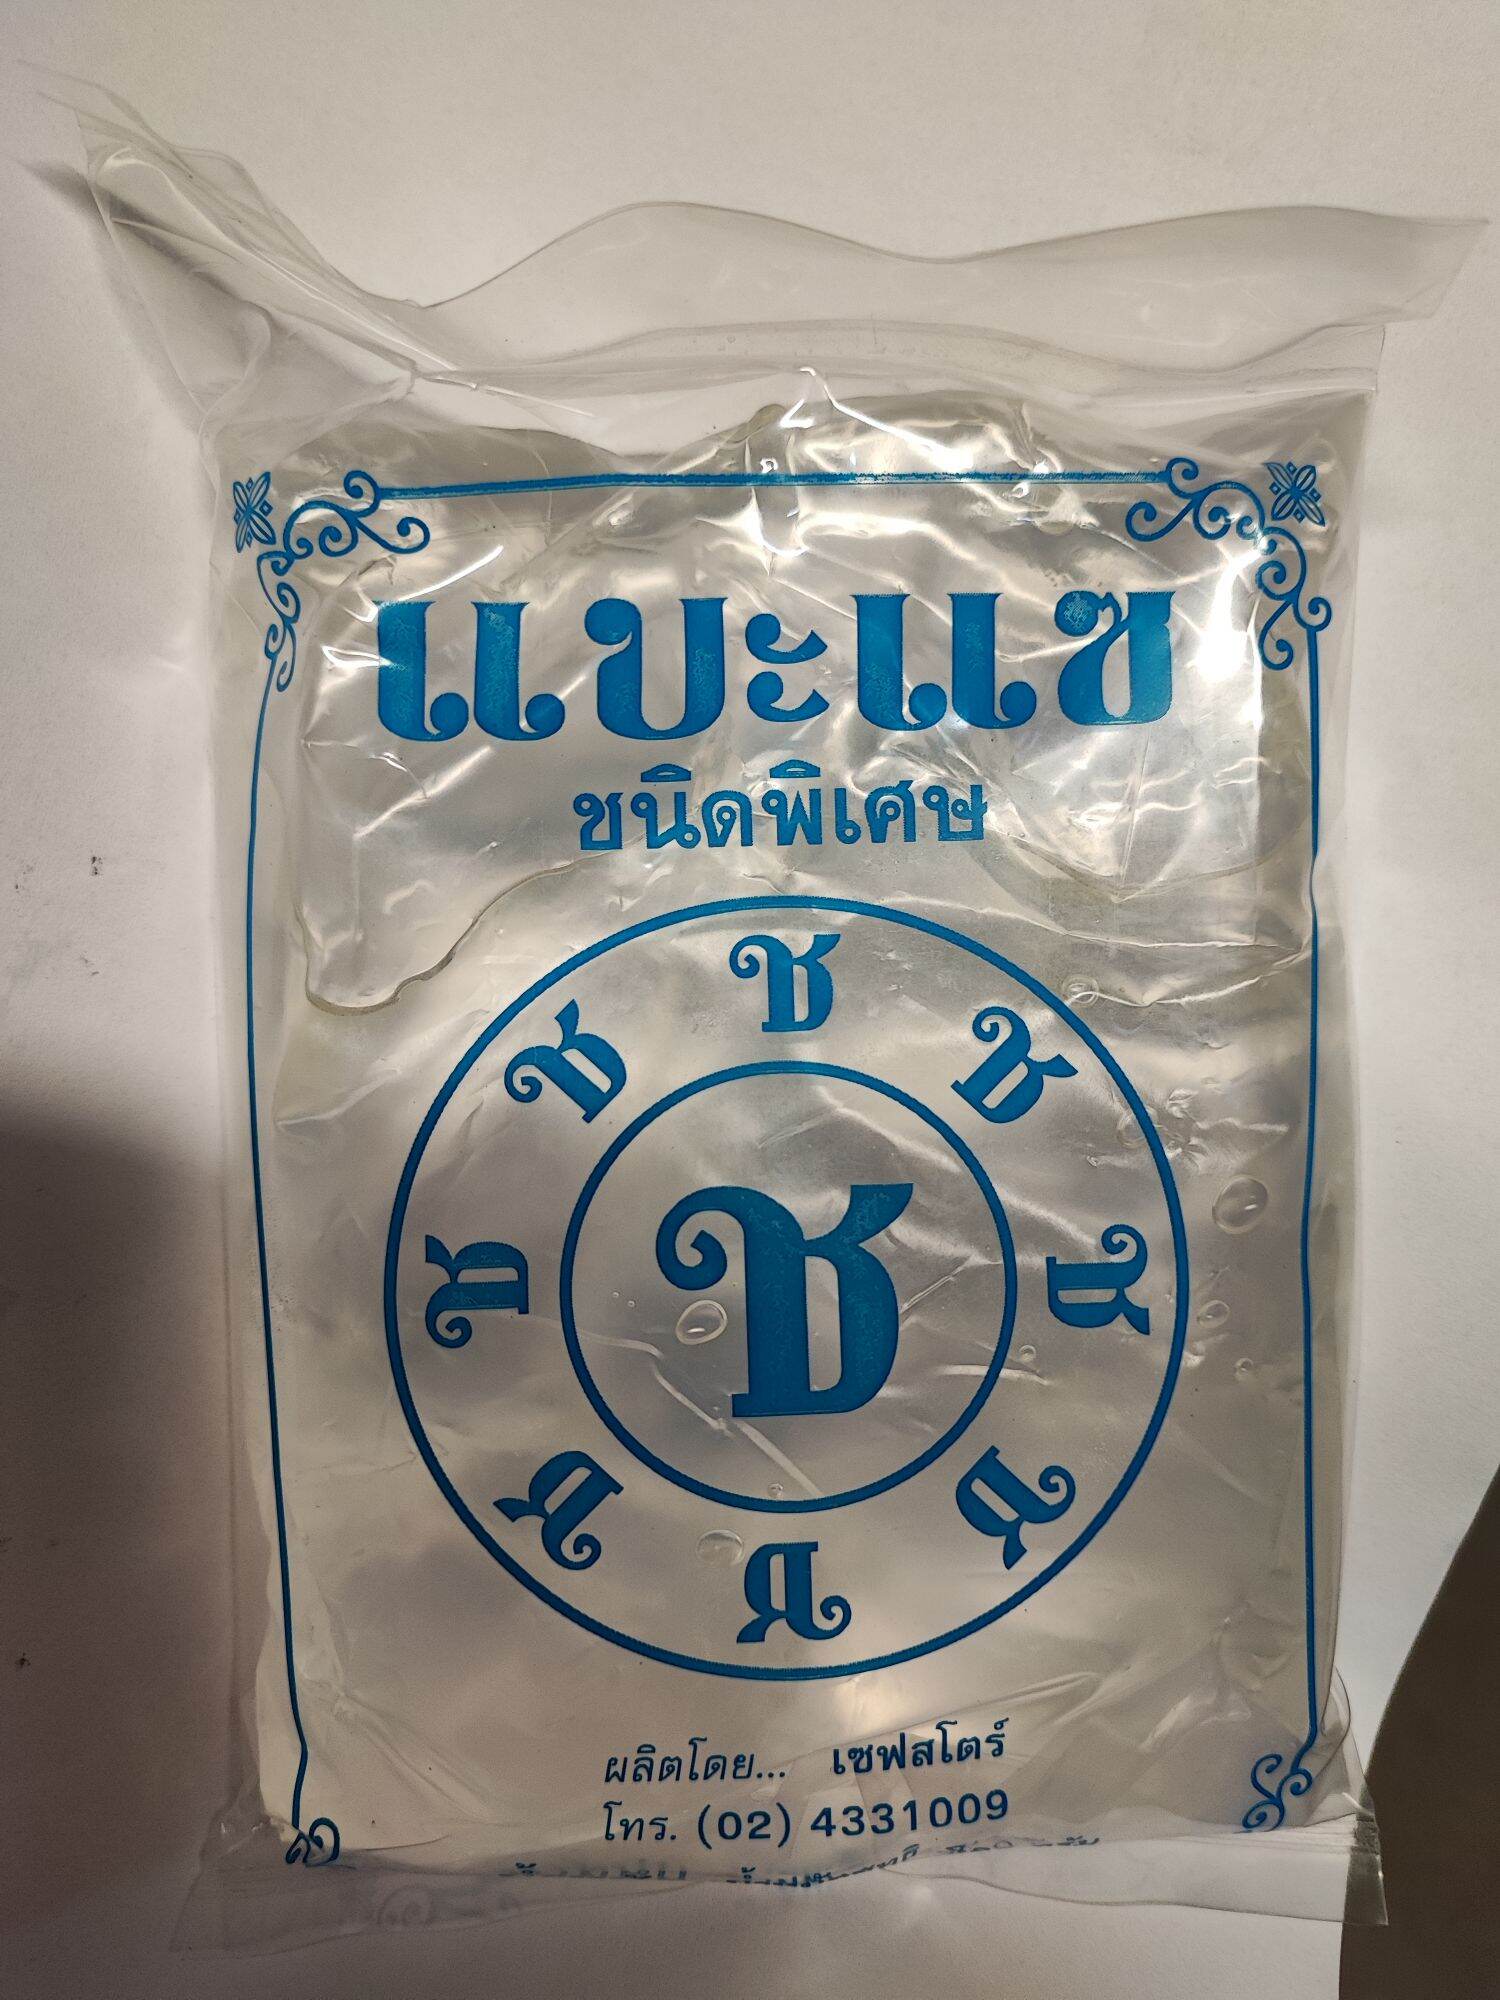 แบะแซ
ชนิดพิเศษ
ช
ช
ช
ช
ช
ช
ช
ช
ช
ผลิตโดย... เซฟสโตร์
โทร. (02) 4331009